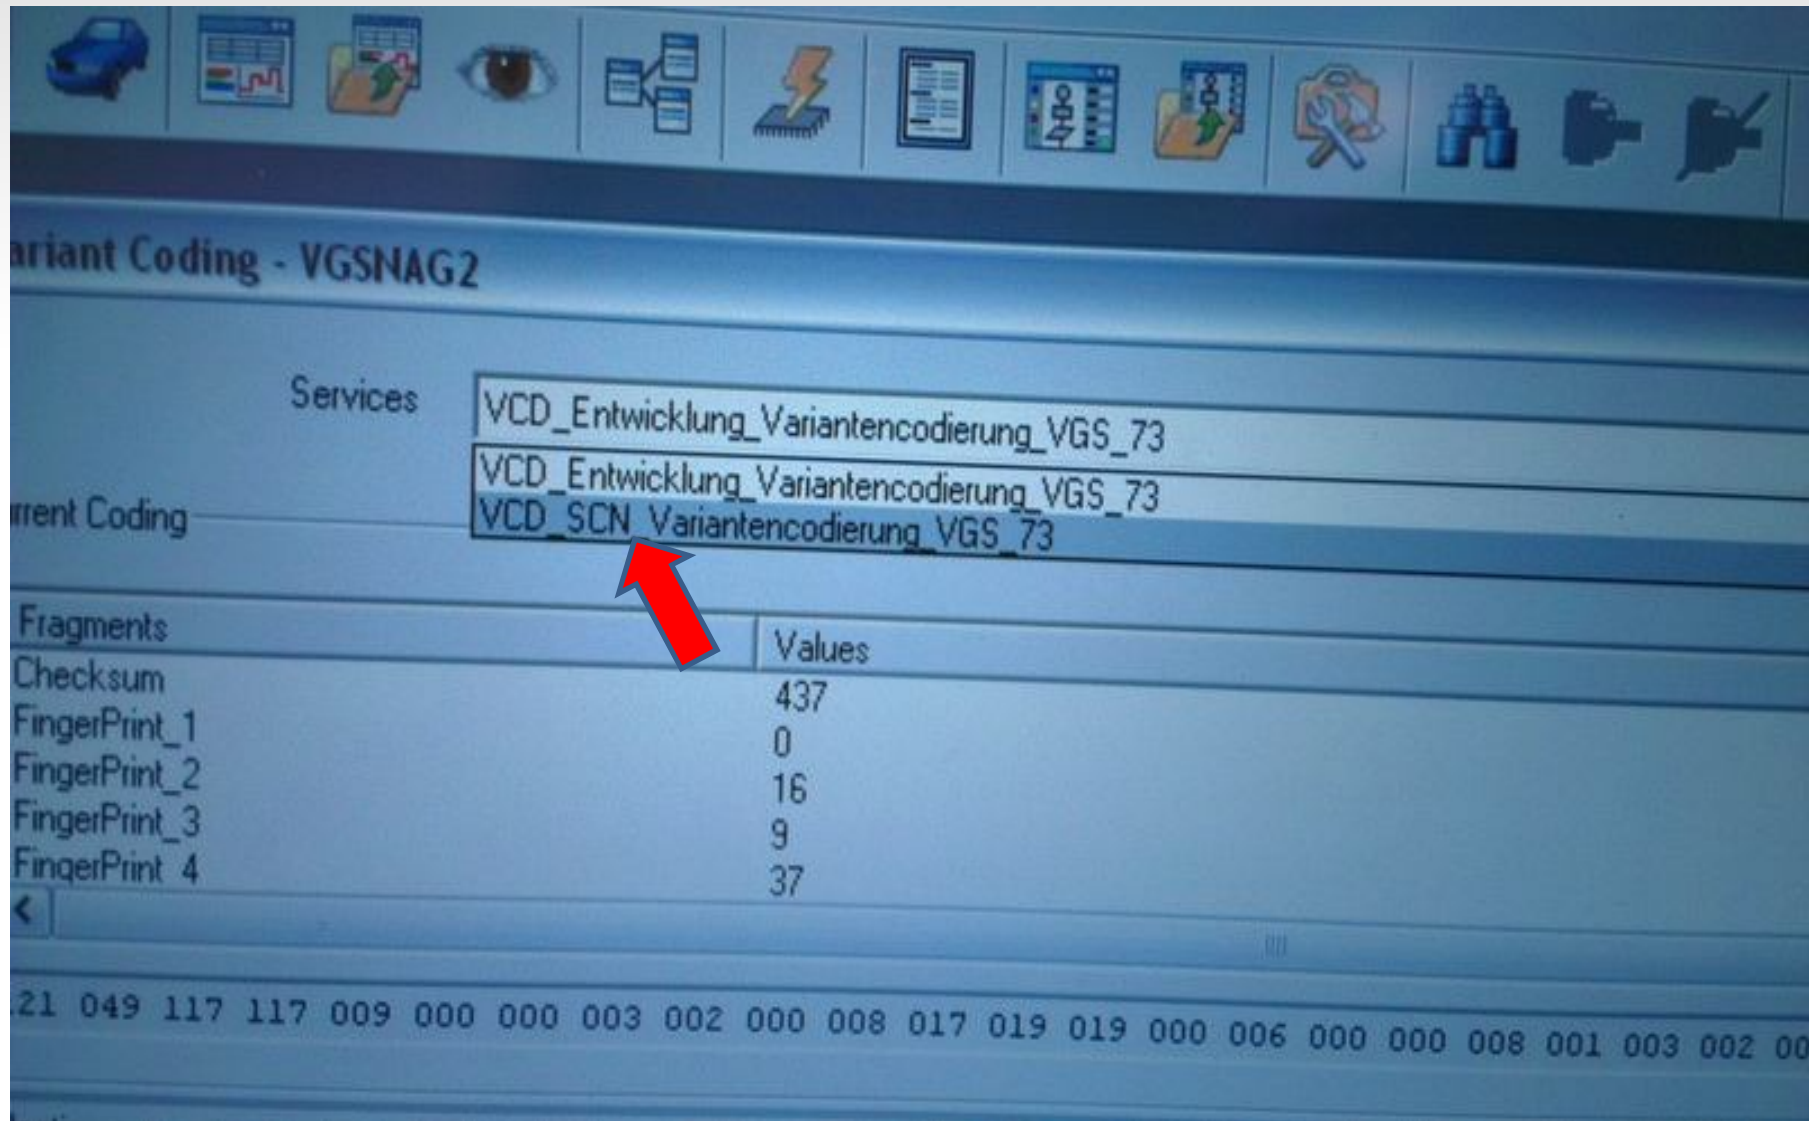 ariant Coding - VGSNAG2
Services
VCD_Entwicklung_Variantencodierung_VGS_73
VCD_Entwicklung_Variantencodierung_VGS_73
VCD_SCN_Variantencodierung_VGS_73
rrent Coding
Fragments Values
Checksum 437
FingerPrint_1 0
FingerPrint_2 16
FingerPrint_3 9
FingerPrint_4 37
21 049 117 117 009 000 000 003 002 000 008 017 019 019 000 006 000 000 008 001 003 002 00